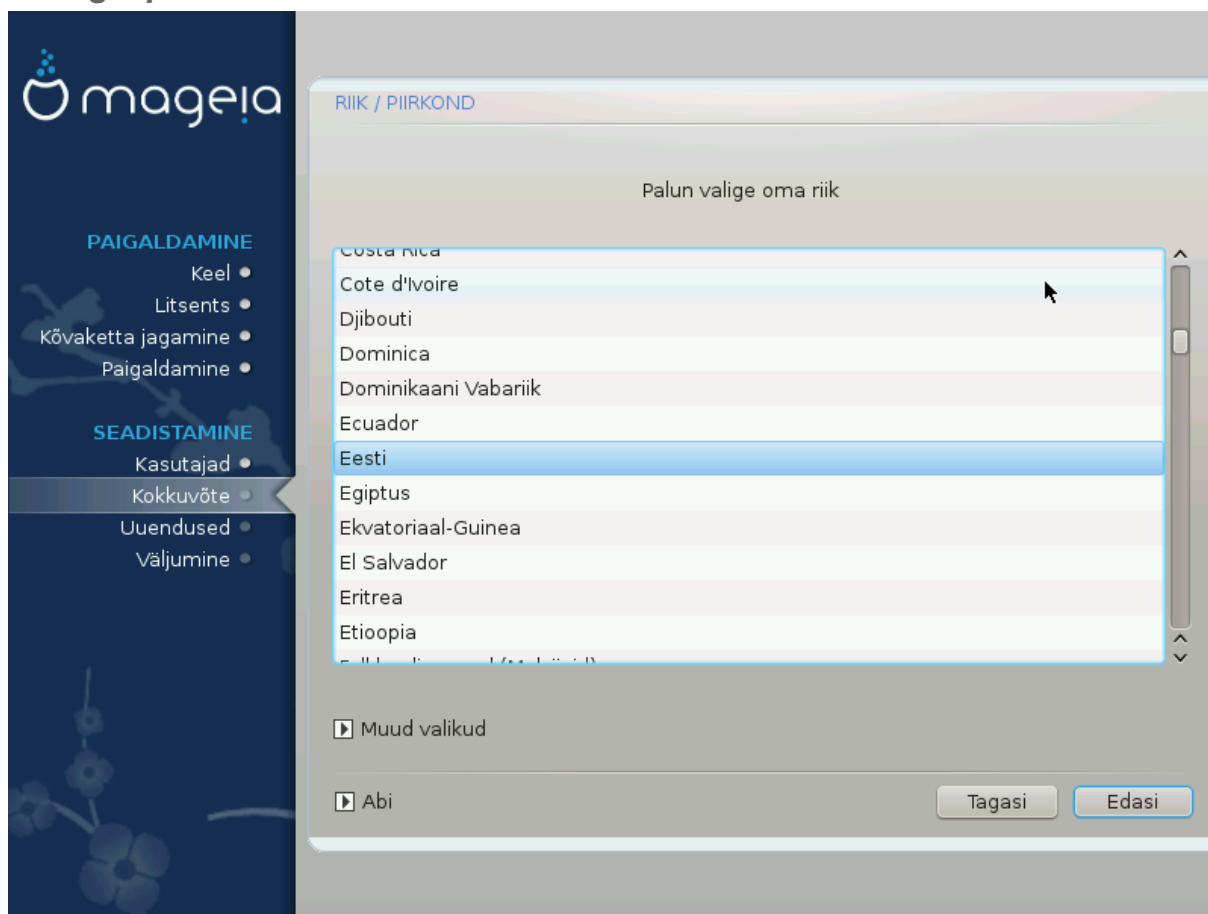 mageia
PAIGALDAMINE
Keel
Litsents
Kõvaketta jagamine
Paigaldamine
SEADISTAMINE
Kasutajad
Kokkuvõte
Uuendused
Väljumine
RIIK / PIIRKOND
Palun valige oma riik
Costa Rica
Cote d'Ivoire
Djibouti
Dominica
Dominikaani Vabariik
Ecuador
Eesti
Egiptus
Ekvatoriaal-Guinea
El Salvador
Eritrea
Etioopia
Muud valikud
Abi
Tagasi
Edasi